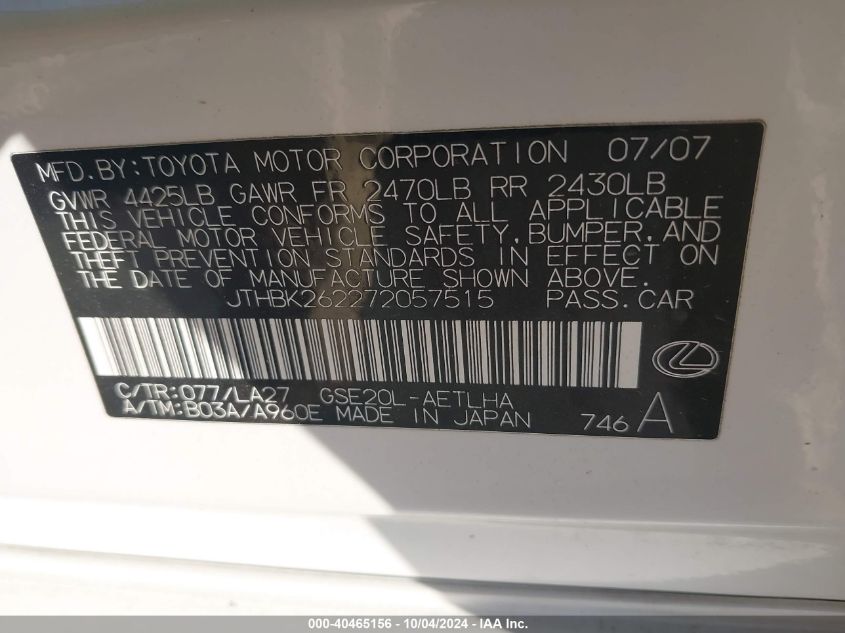 MFD.BY:TOYOTA MOTOR CORPORATION 07/07
GVWR 4425LB GAWR FR 2470LB RR 2430LB
THIS VEHICLE CONFORMS TO ALL APPLICABLE
FEDERAL MOTOR VEHICLE SAFETY,BUMPER,AND
THEFT PREVENTION STANDARDS IN EFFECT ON
THE DATE OF MANUFACTURE SHOWN ABOVE.
JTHBK262272057515 PASS.CAR
C/TR:077/LA27 GSE20L-AETLHA
A/TM:B03A/A960E MADE IN JAPAN 746 A
000-40465156 - 10/04/2024 - IAA Inc.